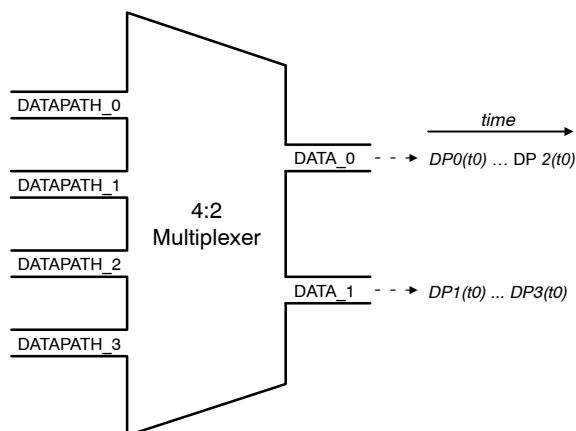 DATAPATH_0
DATAPATH_1
DATAPATH_2
DATAPATH_3
4:2
Multiplexer
DATA_0
DATA_1
time
DP0(t0) … DP 2(t0)
DP1(t0) ... DP3(t0)